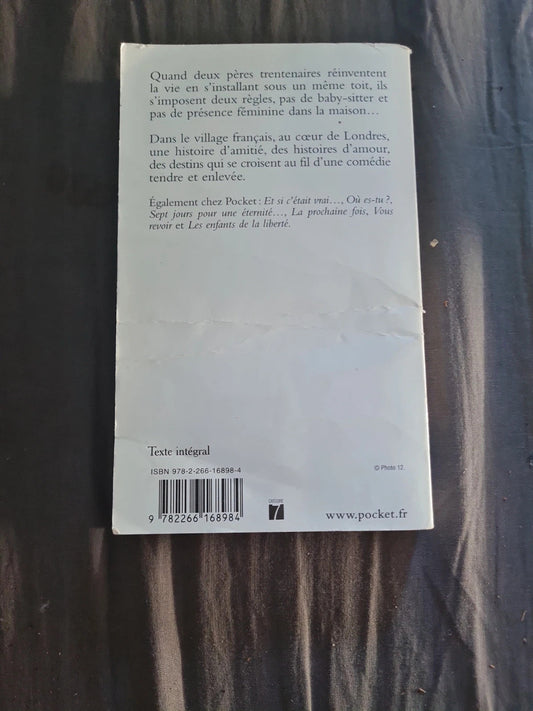 Quand deux pères trentenaires réinventent
la vie en s'installant sous un même toit, ils
s'imposent deux règles, pas de baby-sitter et
pas de présence féminine dans la maison…
Dans le village français, au cœur de Londres,
une histoire d'amitié, des histoires d'amour,
des destins qui se croisent au fil d'une comédie
tendre et enlevée.
Également chez Pocket : Et si c'était vrai…, Où es-tu ?,
Sept jours pour une éternité…, La prochaine fois, Vous
revoir et Les enfants de la liberté.
Texte intégral
ISBN 978-2-266-16898-4
© Photo 12.
9 782266 168984
CATÉGORIE
7
www.pocket.fr